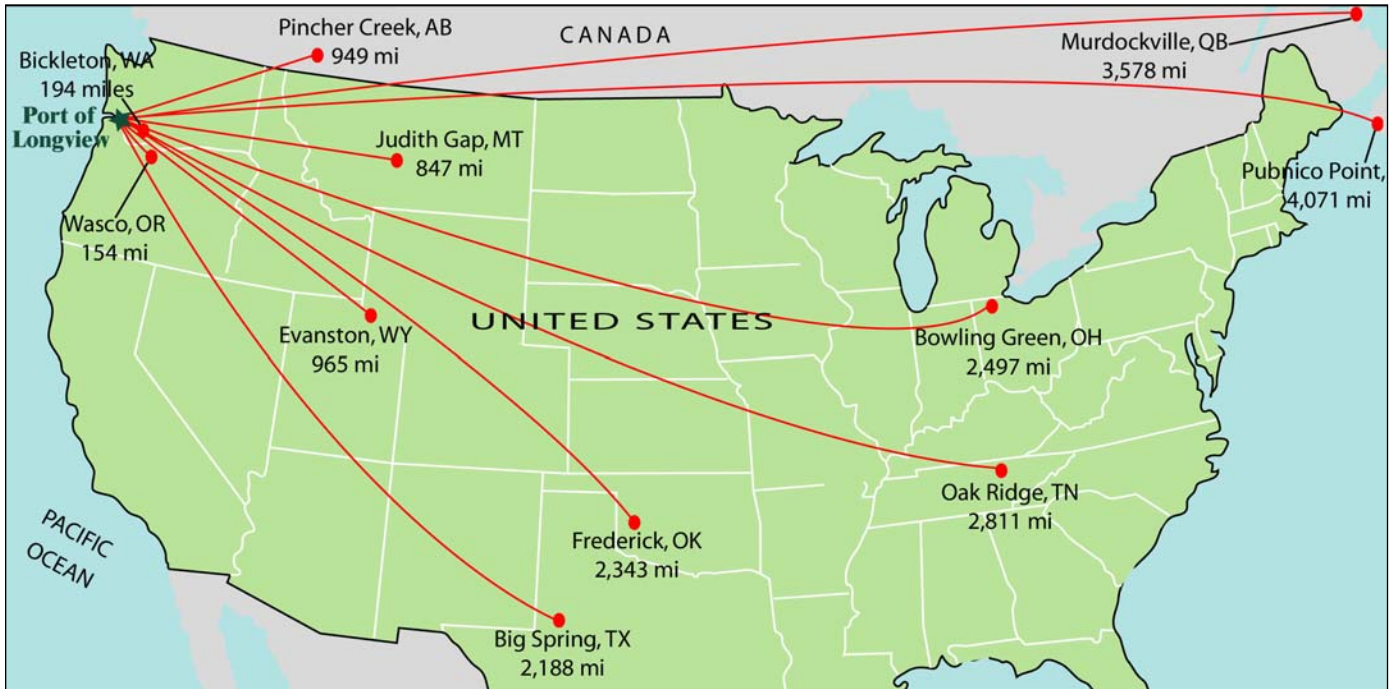 Pincher Creek, AB
949 mi
CANADA
Murdockville, QB
3,578 mi
Bickleton, WA
194 miles
Port of
Longview
Judith Gap, MT
847 mi
Pubnico Point,
4,071 mi
Wasco, OR
154 mi
Evanston, WY
965 mi
UNITED STATES
Bowling Green, OH
2,497 mi
Oak Ridge, TN
2,811 mi
Frederick, OK
2,343 mi
PACIFIC
OCEAN
Big Spring, TX
2,188 mi